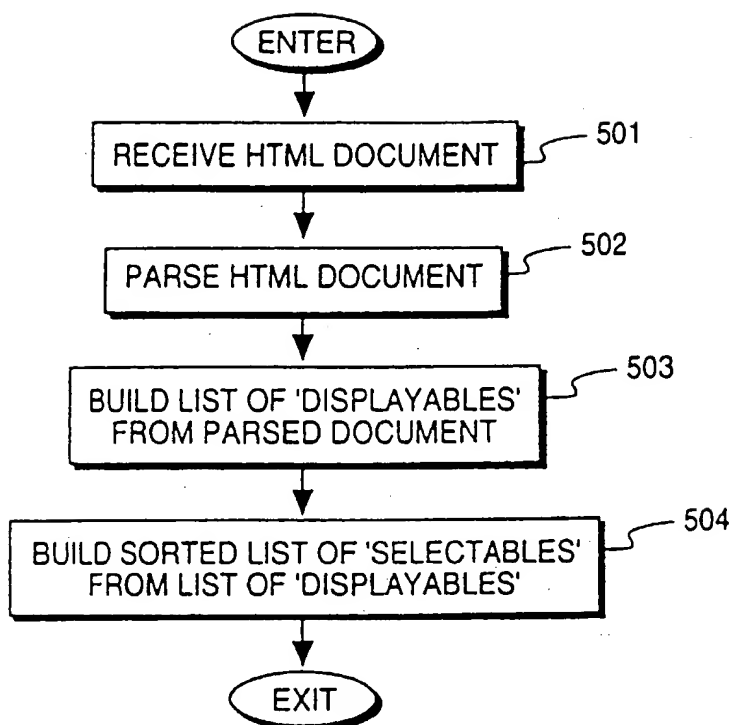 ENTER
RECEIVE HTML DOCUMENT
501
PARSE HTML DOCUMENT
502
BUILD LIST OF 'DISPLAYABLES'
FROM PARSED DOCUMENT
503
BUILD SORTED LIST OF 'SELECTABLES'
FROM LIST OF 'DISPLAYABLES'
504
EXIT